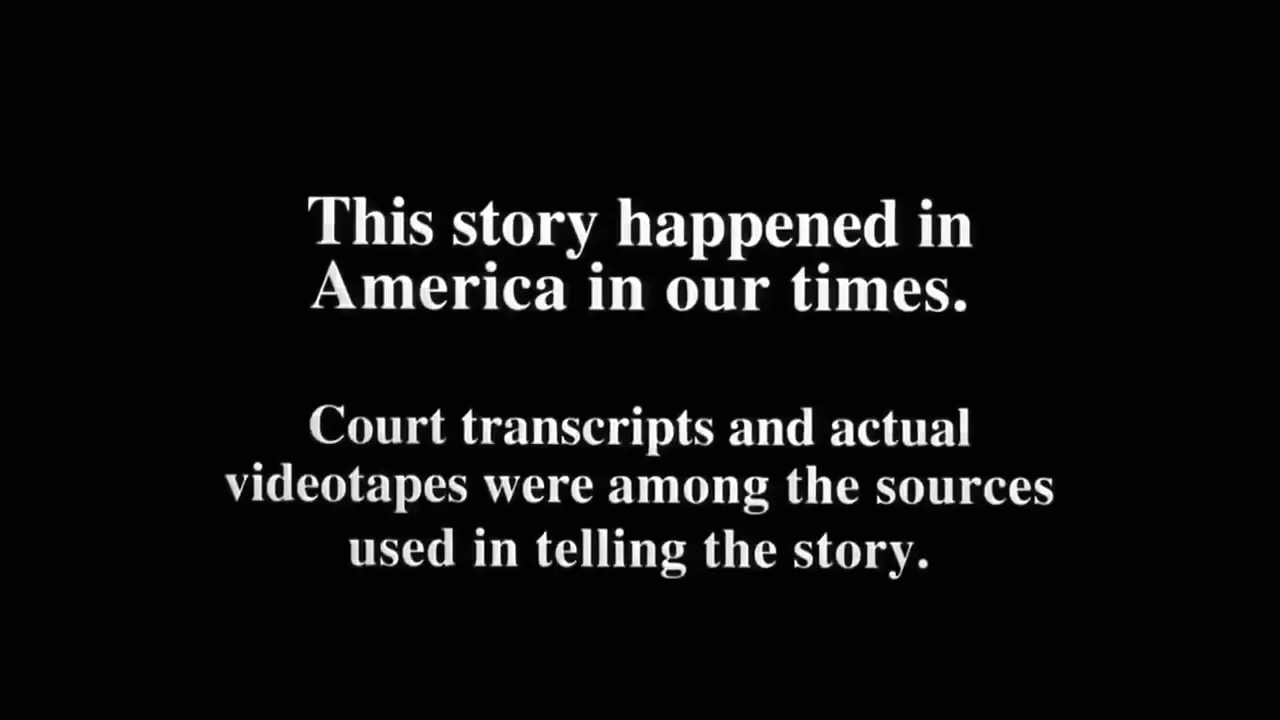 This story happened in
America in our times.
Court transcripts and actual
videotapes were among the sources
used in telling the story.